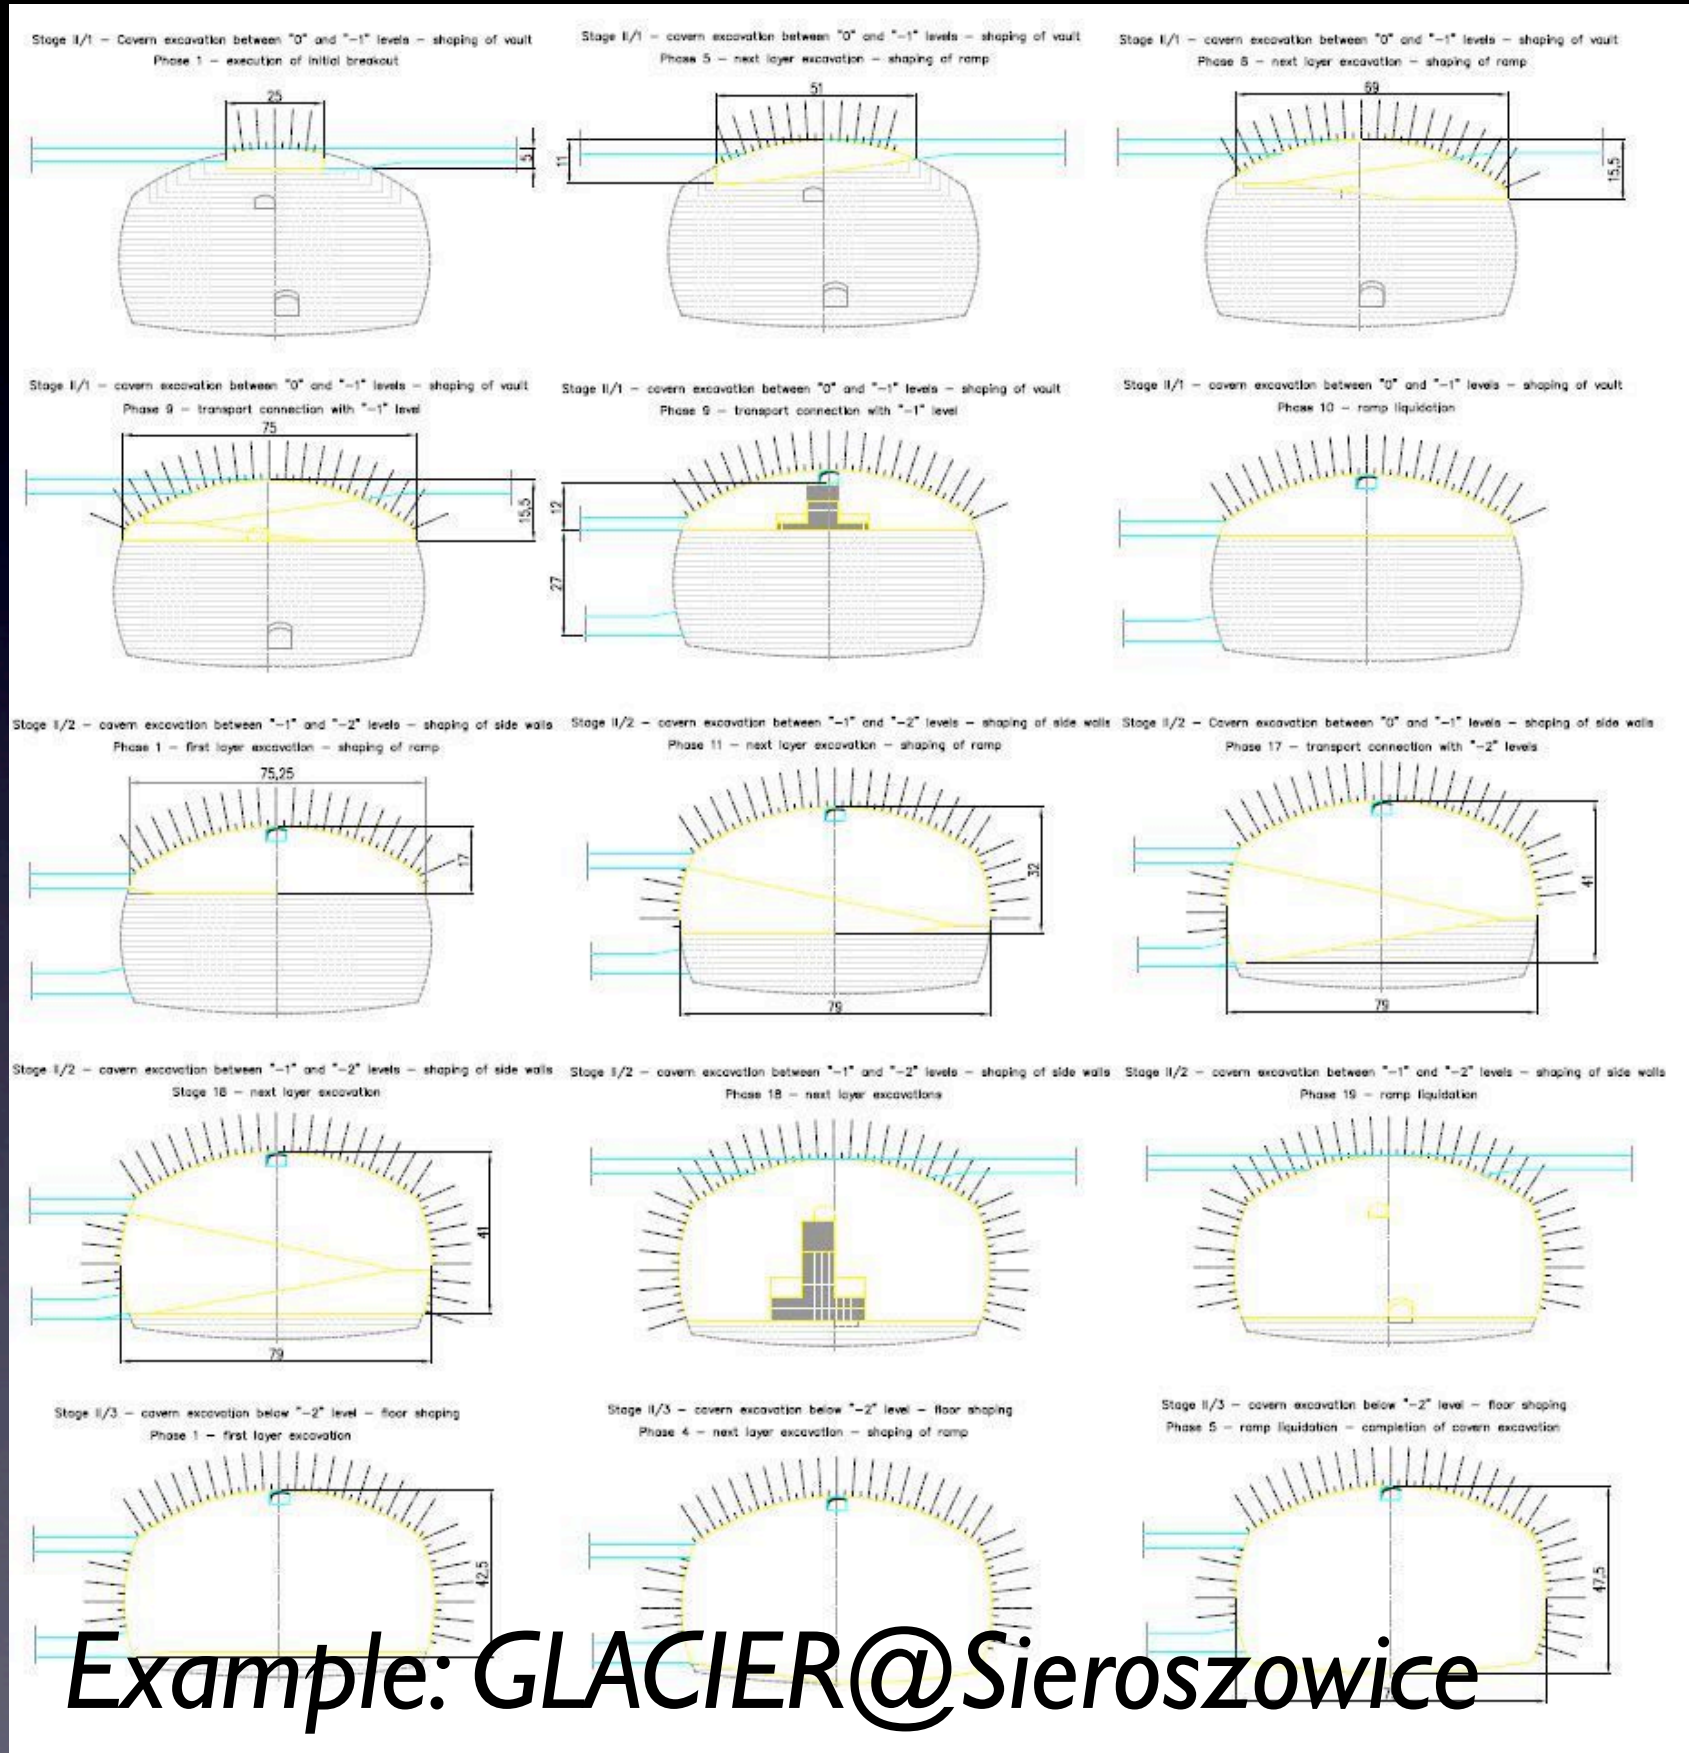 Stage II/1 – Cavern excavation between "0" and "-1" levels – shaping of vault
Phase 1 – execution of initial breakout
25
5
Stage II/1 – cavern excavation between "0" and "-1" levels – shaping of vault
Phase 5 – next layer excavation – shaping of ramp
51
11
Stage II/1 – cavern excavation between "0" and "-1" levels – shaping of vault
Phase 8 – next layer excavation – shaping of ramp
69
15,5
Stage II/1 – cavern excavation between "0" and "-1" levels – shaping of vault
Phase 9 – transport connection with "-1" level
75
15,5
Stage II/1 – cavern excavation between "0" and "-1" levels – shaping of vault
Phase 9 – transport connection with "-1" level
12
27
Stage II/1 – cavern excavation between "0" and "-1" levels – shaping of vault
Phase 10 – ramp liquidation
Stage II/2 – cavern excavation between "-1" and "-2" levels – shaping of side walls
Phase 1 – first layer excavation – shaping of ramp
75,25
17
Stage II/2 – cavern excavation between "-1" and "-2" levels – shaping of side walls
Phase 11 – next layer excavation – shaping of ramp
32
79
Stage II/2 – Cavern excavation between "0" and "-1" levels – shaping of side walls
Phase 17 – transport connection with "-2" levels
41
79
Stage II/2 – cavern excavation between "-1" and "-2" levels – shaping of side walls
Stage 18 – next layer excavation
41
79
Stage II/2 – cavern excavation between "-1" and "-2" levels – shaping of side walls
Phase 18 – next layer excavations
Stage II/2 – cavern excavation between "-1" and "-2" levels – shaping of side walls
Phase 19 – ramp liquidation
Stage II/3 – cavern excavation below "-2" level – floor shaping
Phase 1 – first layer excavation
42,5
Stage II/3 – cavern excavation below "-2" level – floor shaping
Phase 4 – next layer excavation – shaping of ramp
Stage II/3 – cavern excavation below "-2" level – floor shaping
Phase 5 – ramp liquidation – completion of cavern excavation
47,5
Example: GLACIER@Sieroszowice